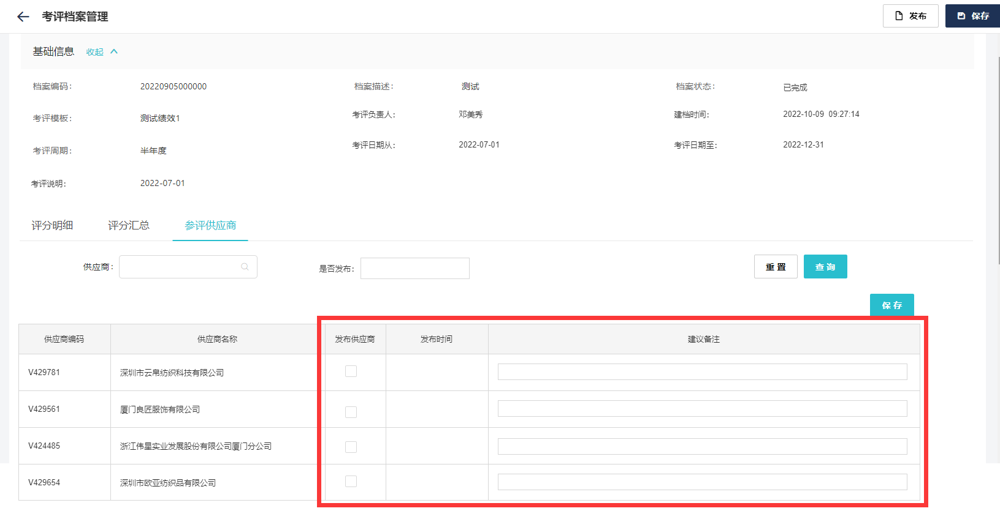 考评档案管理
发布
保存
基础信息 收起
档案编码: 20220905000000 档案描述: 测试 档案状态: 已完成
考评模板: 测试绩效1 考评负责人: 邓美秀 建档时间: 2022-10-09 09:27:14
考评周期: 半年度 考评日期从: 2022-07-01 考评日期至: 2022-12-31
考评说明: 2022-07-01
评分明细 评分汇总 参评供应商
供应商: 是否发布: 重置 查询
保存
供应商编码 供应商名称 发布供应商 发布时间 建议备注
V429781 深圳市云帛纺织科技有限公司
V429561 厦门良匠服饰有限公司
V424485 浙江伟星实业发展股份有限公司厦门分公司
V429654 深圳市欧亚纺织品有限公司